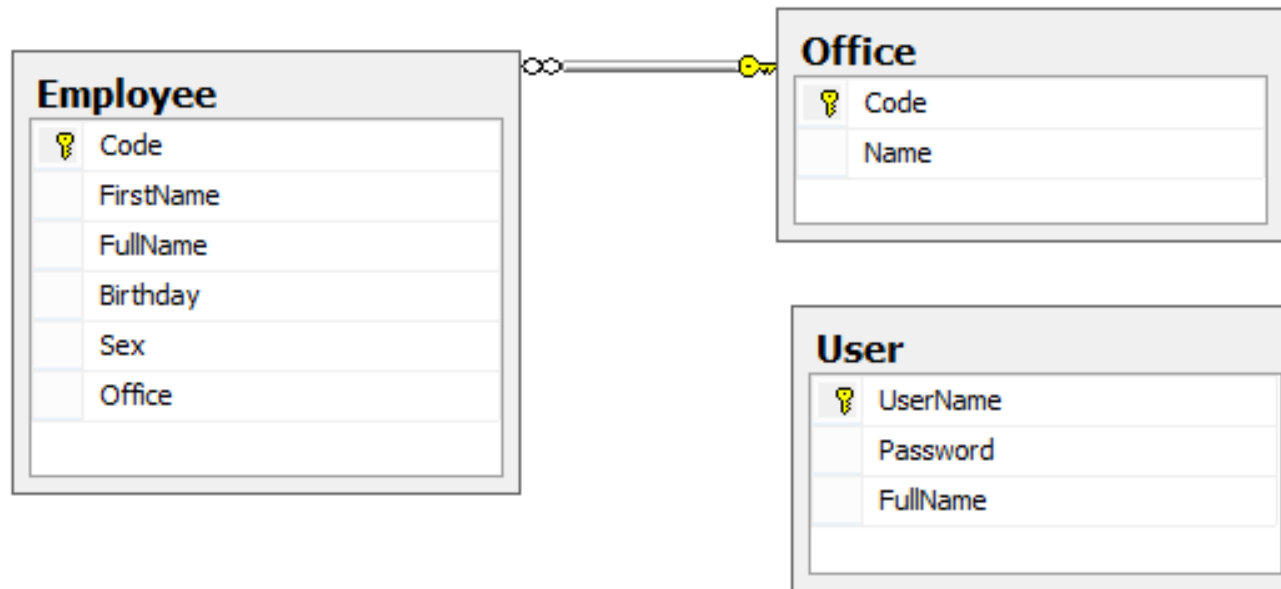 Employee
Code
FirstName
FullName
Birthday
Sex
Office
Office
Code
Name
User
UserName
Password
FullName